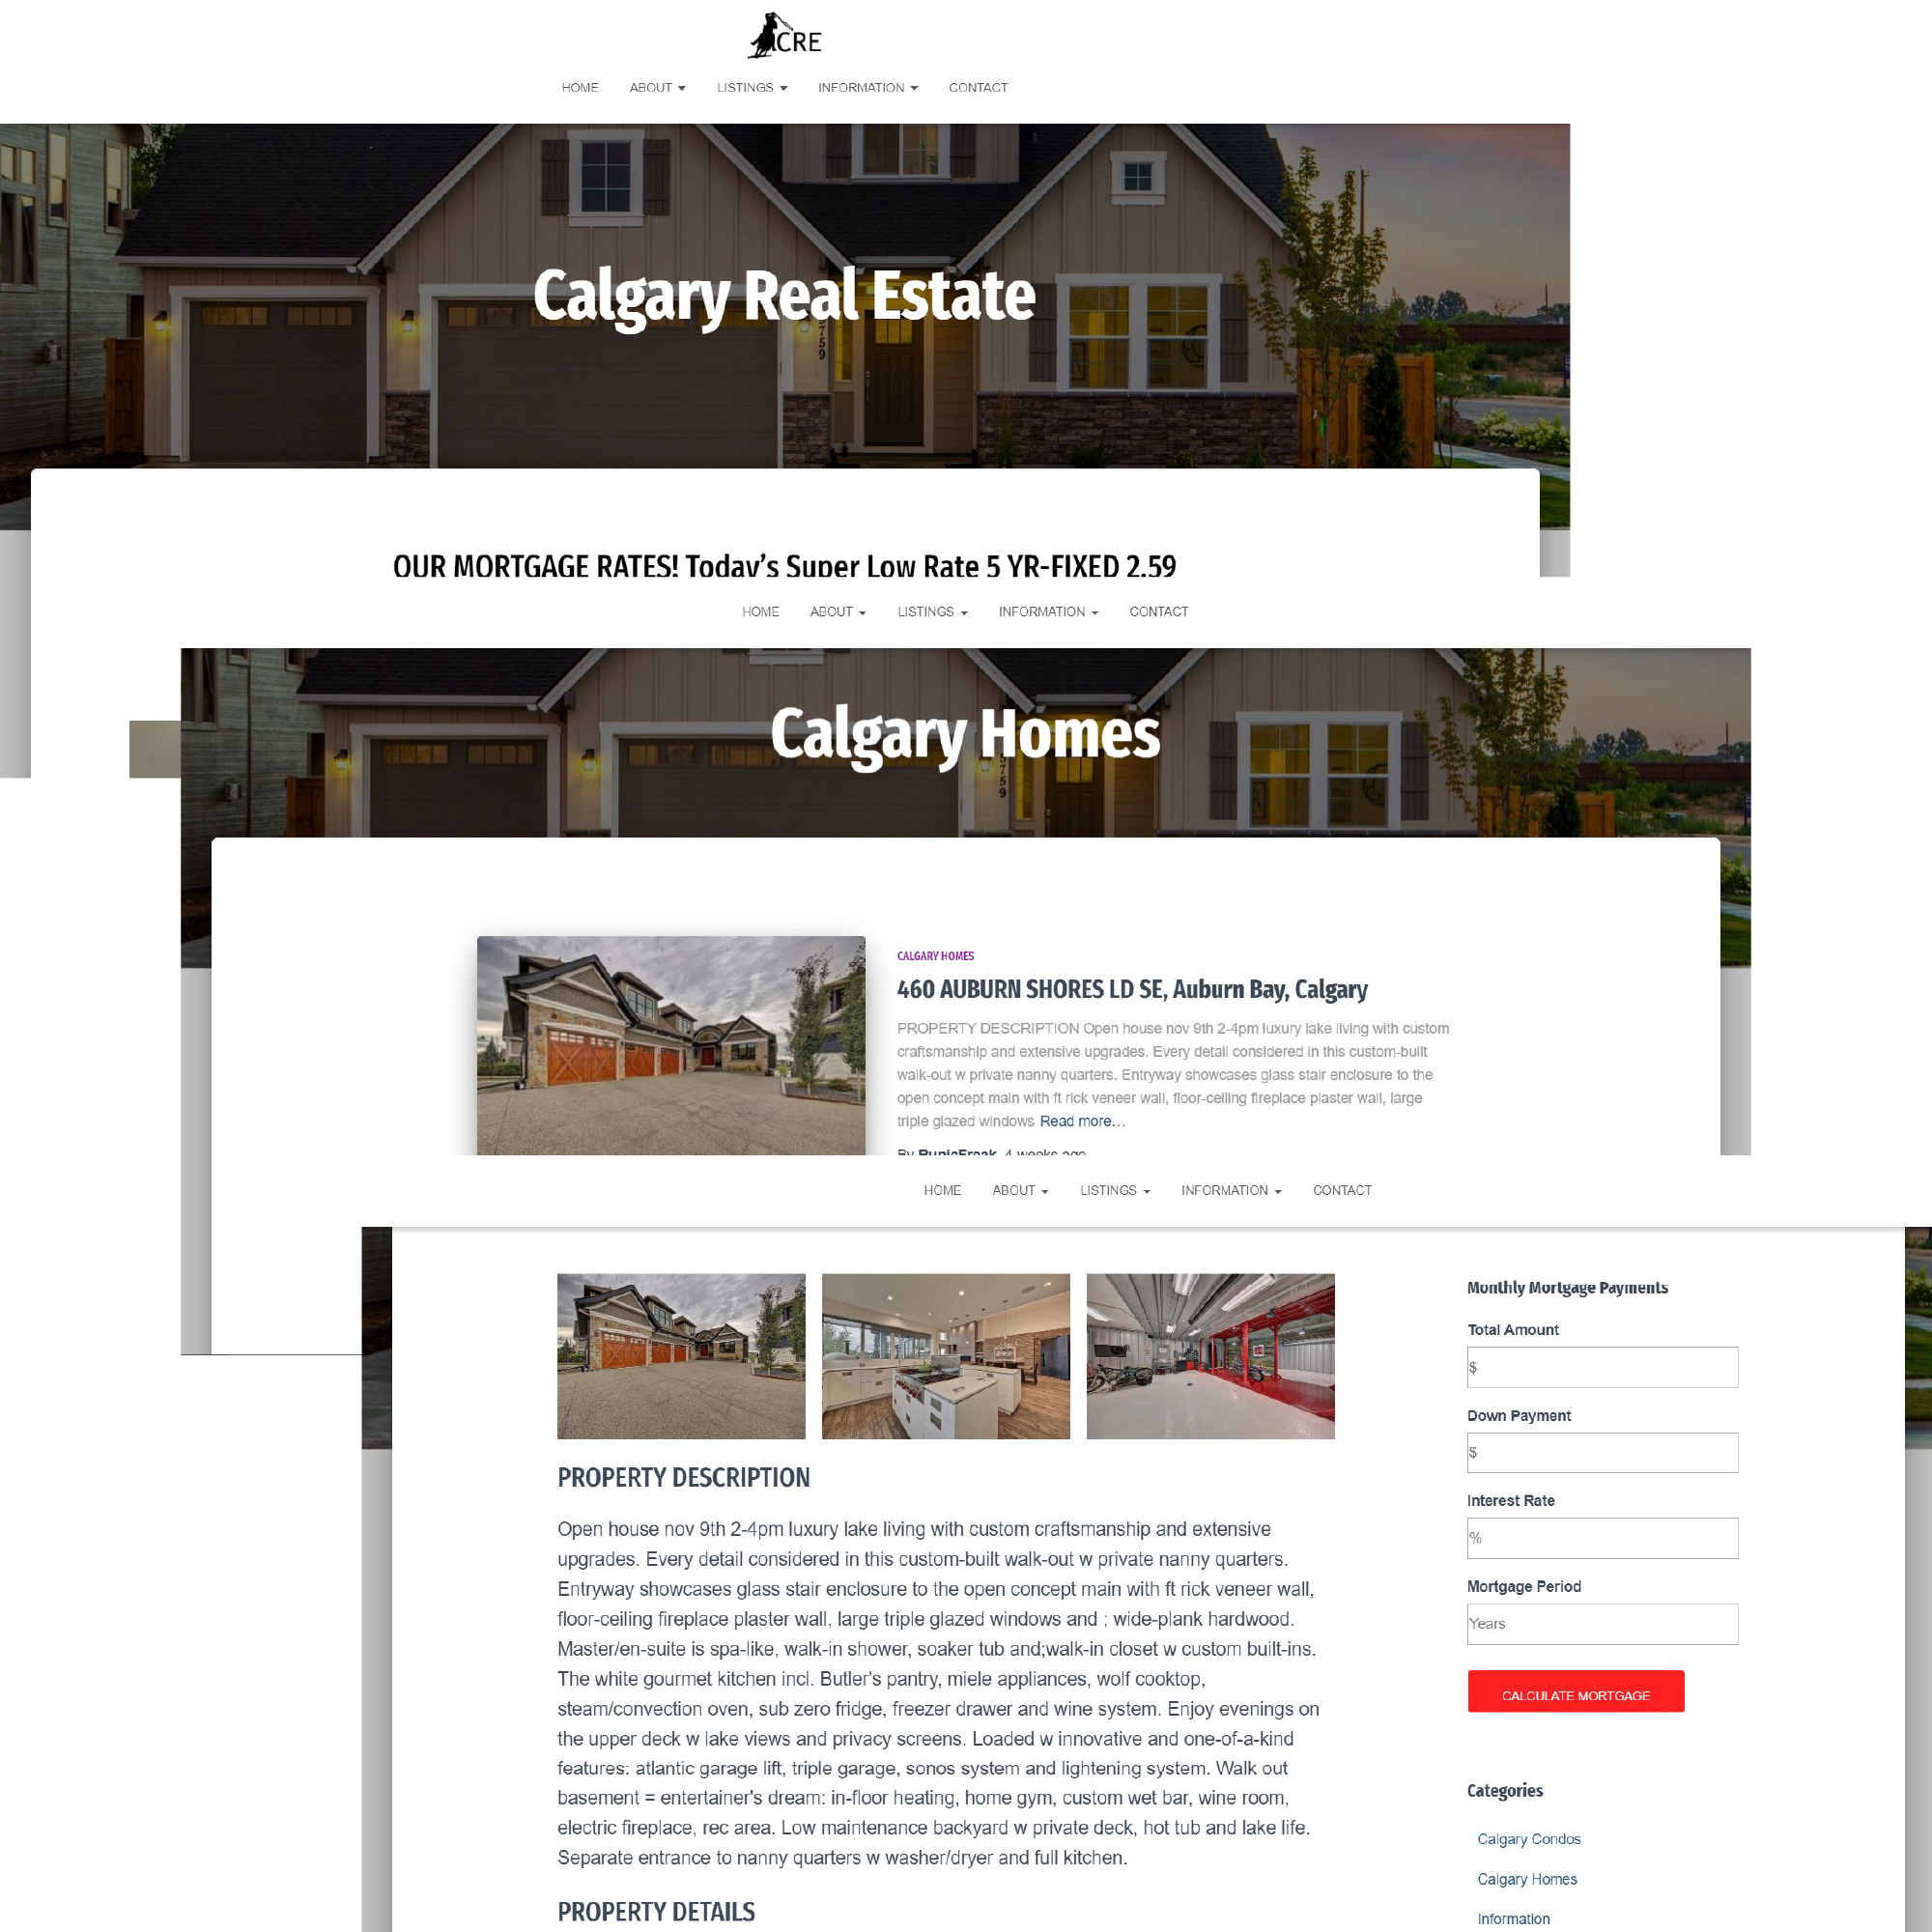 ACRE
HOME ABOUT LISTINGS INFORMATION CONTACT
Calgary Real Estate
5759
OUR MORTGAGE RATES! Today’s Super Low Rate 5 YR-FIXED 2.59
HOME ABOUT LISTINGS INFORMATION CONTACT
Calgary Homes
5759
CALGARY HOMES
460 AUBURN SHORES LD SE, Auburn Bay, Calgary
PROPERTY DESCRIPTION Open house nov 9th 2-4pm luxury lake living with custom
craftsmanship and extensive upgrades. Every detail considered in this custom-built
walk-out w private nanny quarters. Entryway showcases glass stair enclosure to the
open concept main with ft rick veneer wall, floor-ceiling fireplace plaster wall, large
triple glazed windows Read more…
By RunicFreak, 4 weeks ago
HOME ABOUT LISTINGS INFORMATION CONTACT
PROPERTY DESCRIPTION
Open house nov 9th 2-4pm luxury lake living with custom craftsmanship and extensive
upgrades. Every detail considered in this custom-built walk-out w private nanny quarters.
Entryway showcases glass stair enclosure to the open concept main with ft rick veneer wall,
floor-ceiling fireplace plaster wall, large triple glazed windows and ; wide-plank hardwood.
Master/en-suite is spa-like, walk-in shower, soaker tub and;walk-in closet w custom built-ins.
The white gourmet kitchen incl. Butler's pantry, miele appliances, wolf cooktop,
steam/convection oven, sub zero fridge, freezer drawer and wine system. Enjoy evenings on
the upper deck w lake views and privacy screens. Loaded w innovative and one-of-a-kind
features: atlantic garage lift, triple garage, sonos system and lightening system. Walk out
basement = entertainer's dream: in-floor heating, home gym, custom wet bar, wine room,
electric fireplace, rec area. Low maintenance backyard w private deck, hot tub and lake life.
Separate entrance to nanny quarters w washer/dryer and full kitchen.
PROPERTY DETAILS
Monthly Mortgage Payments
Total Amount
$
Down Payment
$
Interest Rate
%
Mortgage Period
Years
CALCULATE MORTGAGE
Categories
Calgary Condos
Calgary Homes
Information